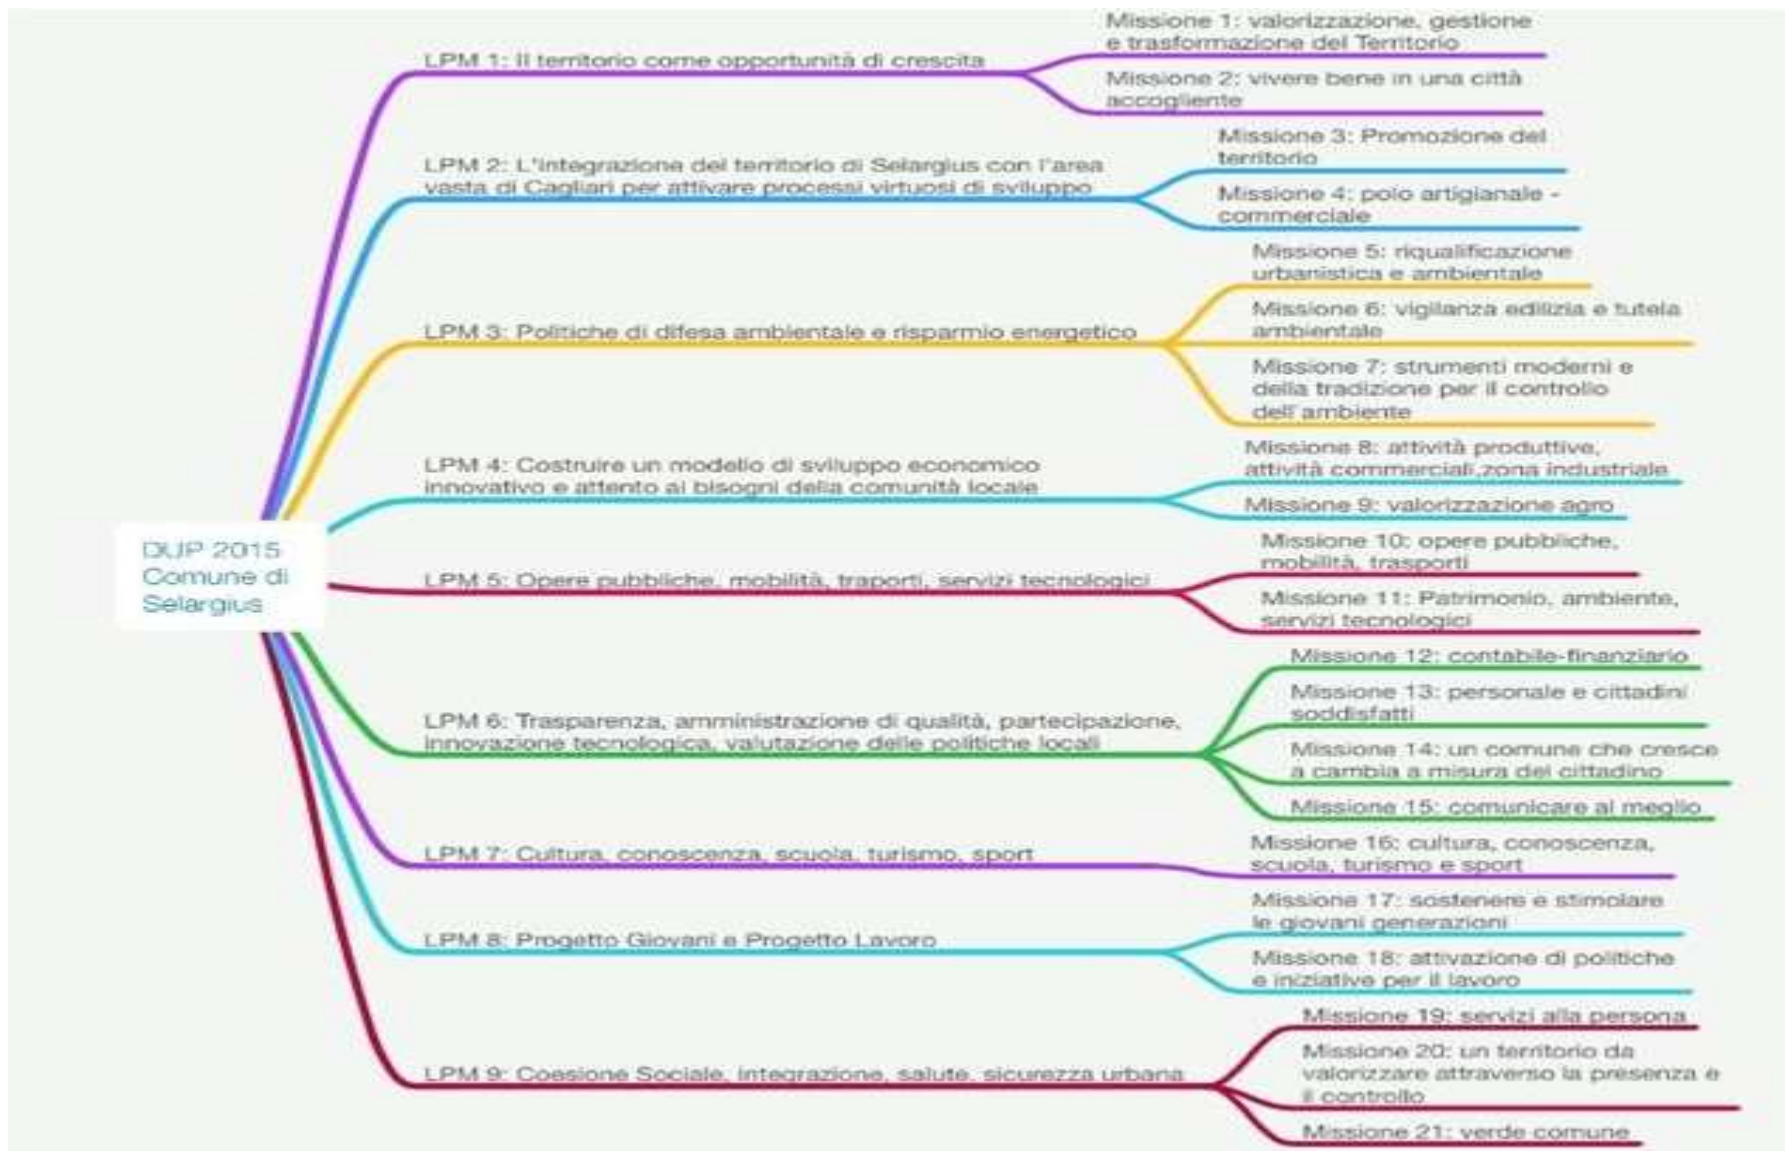 DUP 2015
Comune di
Selargius
LPM 1: Il territorio come opportunità di crescita
Missione 1: valorizzazione, gestione
e trasformazione del Territorio
Missione 2: vivere bene in una città
accogliente
LPM 2: L'integrazione del territorio di Selargius con l'area
vasta di Cagliari per attivare processi virtuosi di sviluppo
Missione 3: Promozione del
territorio
Missione 4: polo artigianale -
commerciale
LPM 3: Politiche di difesa ambientale e risparmio energetico
Missione 5: riqualificazione
urbanistica e ambientale
Missione 6: vigilanza edilizia e tutela
ambientale
Missione 7: strumenti moderni e
della tradizione per il controllo
dell'ambiente
LPM 4: Costruire un modello di sviluppo economico
innovativo e attento ai bisogni della comunità locale
Missione 8: attività produttive,
attività commerciali,zona industriale
Missione 9: valorizzazione agro
LPM 5: Opere pubbliche, mobilità, traporti, servizi tecnologici
Missione 10: opere pubbliche,
mobilità, trasporti
Missione 11: Patrimonio, ambiente,
servizi tecnologici
LPM 6: Trasparenza, amministrazione di qualità, partecipazione,
innovazione tecnologica, valutazione delle politiche locali
Missione 12: contabile-finanziario
Missione 13: personale e cittadini
soddisfatti
Missione 14: un comune che cresce
a cambia a misura del cittadino
Missione 15: comunicare al meglio
LPM 7: Cultura, conoscenza, scuola, turismo, sport
Missione 16: cultura, conoscenza,
scuola, turismo e sport
LPM 8: Progetto Giovani e Progetto Lavoro
Missione 17: sostenere e stimolare
le giovani generazioni
Missione 18: attivazione di politiche
e iniziative per il lavoro
LPM 9: Coesione Sociale, integrazione, salute, sicurezza urbana
Missione 19: servizi alla persona
Missione 20: un territorio da
valorizzare attraverso la presenza e
il controllo
Missione 21: verde comune